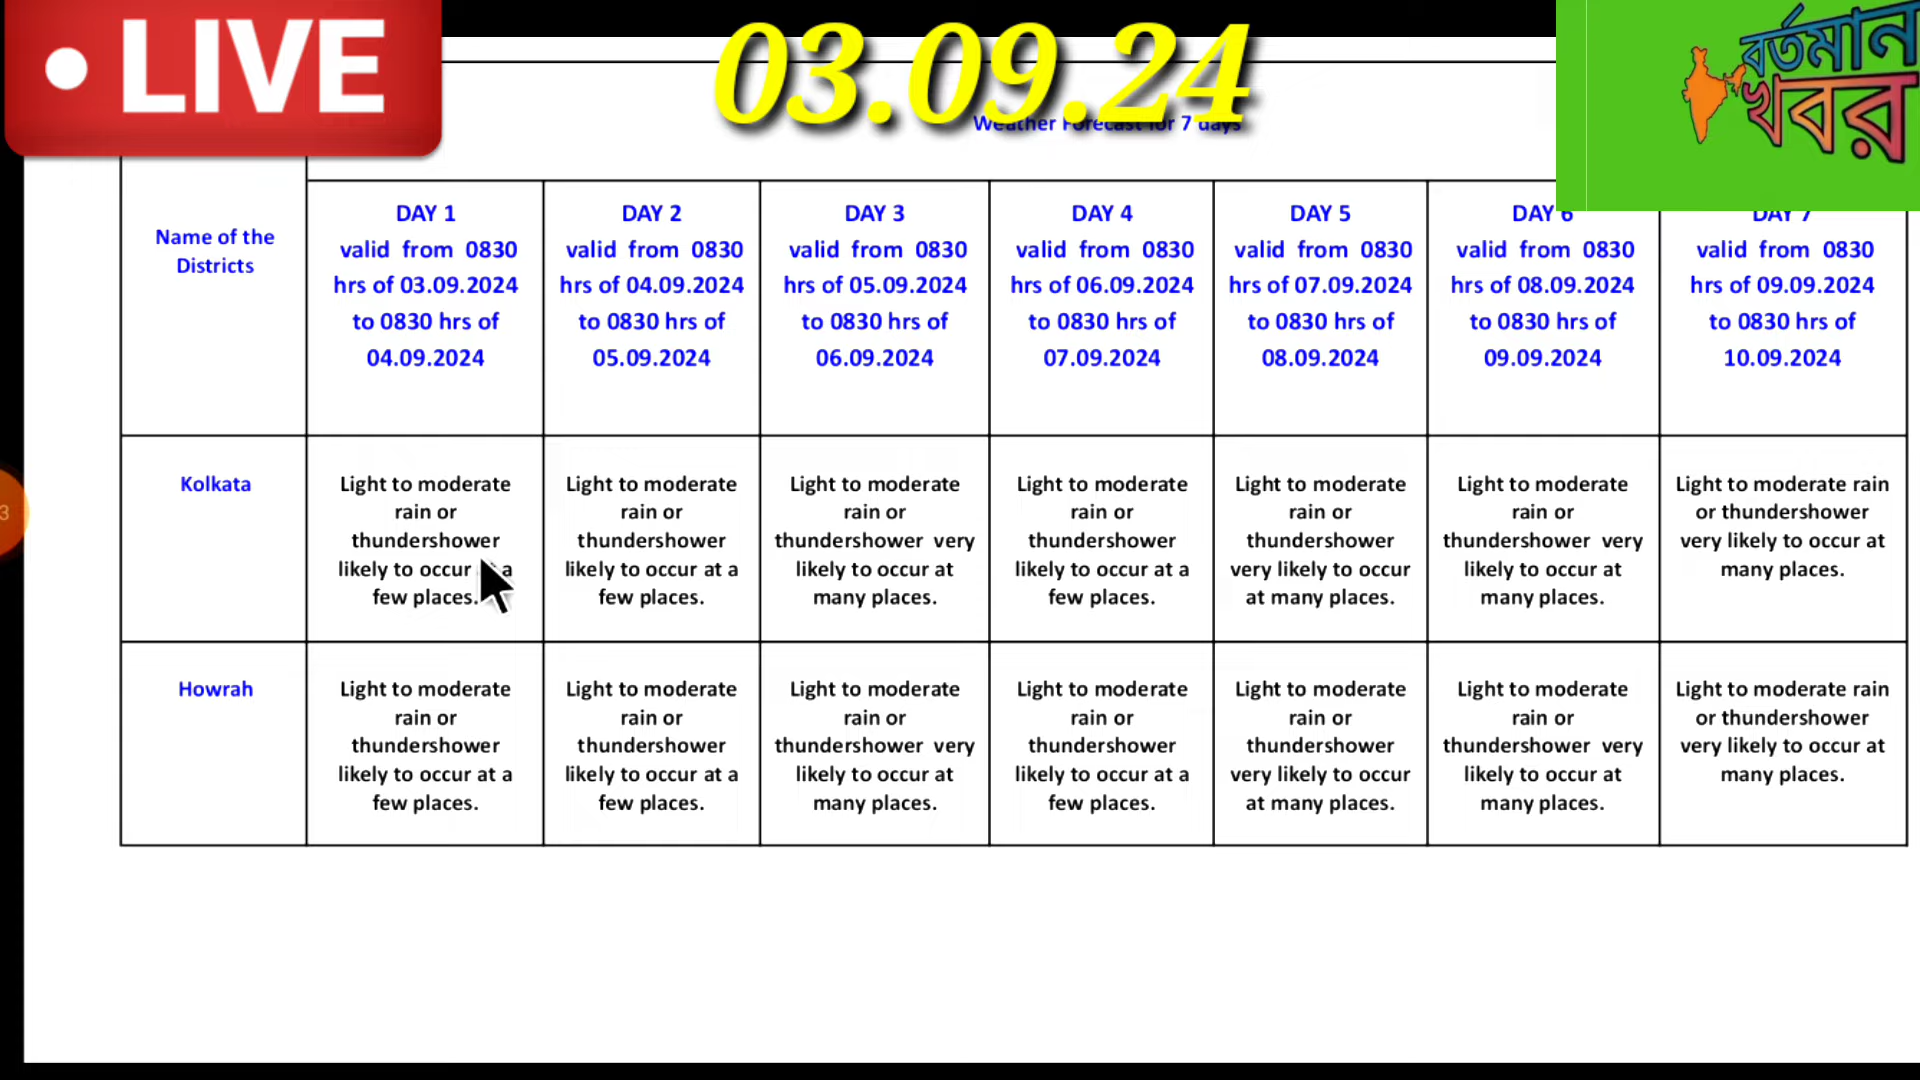 LIVE
03.09.24
বর্তমান
খবর
Weather Forecast for 7 days
Name of the
Districts
DAY 1
valid from 0830
hrs of 03.09.2024
to 0830 hrs of
04.09.2024
DAY 2
valid from 0830
hrs of 04.09.2024
to 0830 hrs of
05.09.2024
DAY 3
valid from 0830
hrs of 05.09.2024
to 0830 hrs of
06.09.2024
DAY 4
valid from 0830
hrs of 06.09.2024
to 0830 hrs of
07.09.2024
DAY 5
valid from 0830
hrs of 07.09.2024
to 0830 hrs of
08.09.2024
DAY 6
valid from 0830
hrs of 08.09.2024
to 0830 hrs of
09.09.2024
DAY 7
valid from 0830
hrs of 09.09.2024
to 0830 hrs of
10.09.2024
Kolkata
Light to moderate
rain or
thundershower
likely to occur at a
few places.
Light to moderate
rain or
thundershower
likely to occur at a
few places.
Light to moderate
rain or
thundershower very
likely to occur at
many places.
Light to moderate
rain or
thundershower
likely to occur at a
few places.
Light to moderate
rain or
thundershower
very likely to occur
at many places.
Light to moderate
rain or
thundershower very
likely to occur at
many places.
Light to moderate rain
or thundershower
very likely to occur at
many places.
Howrah
Light to moderate
rain or
thundershower
likely to occur at a
few places.
Light to moderate
rain or
thundershower
likely to occur at a
few places.
Light to moderate
rain or
thundershower very
likely to occur at
many places.
Light to moderate
rain or
thundershower
likely to occur at a
few places.
Light to moderate
rain or
thundershower
very likely to occur
at many places.
Light to moderate
rain or
thundershower very
likely to occur at
many places.
Light to moderate rain
or thundershower
very likely to occur at
many places.
3